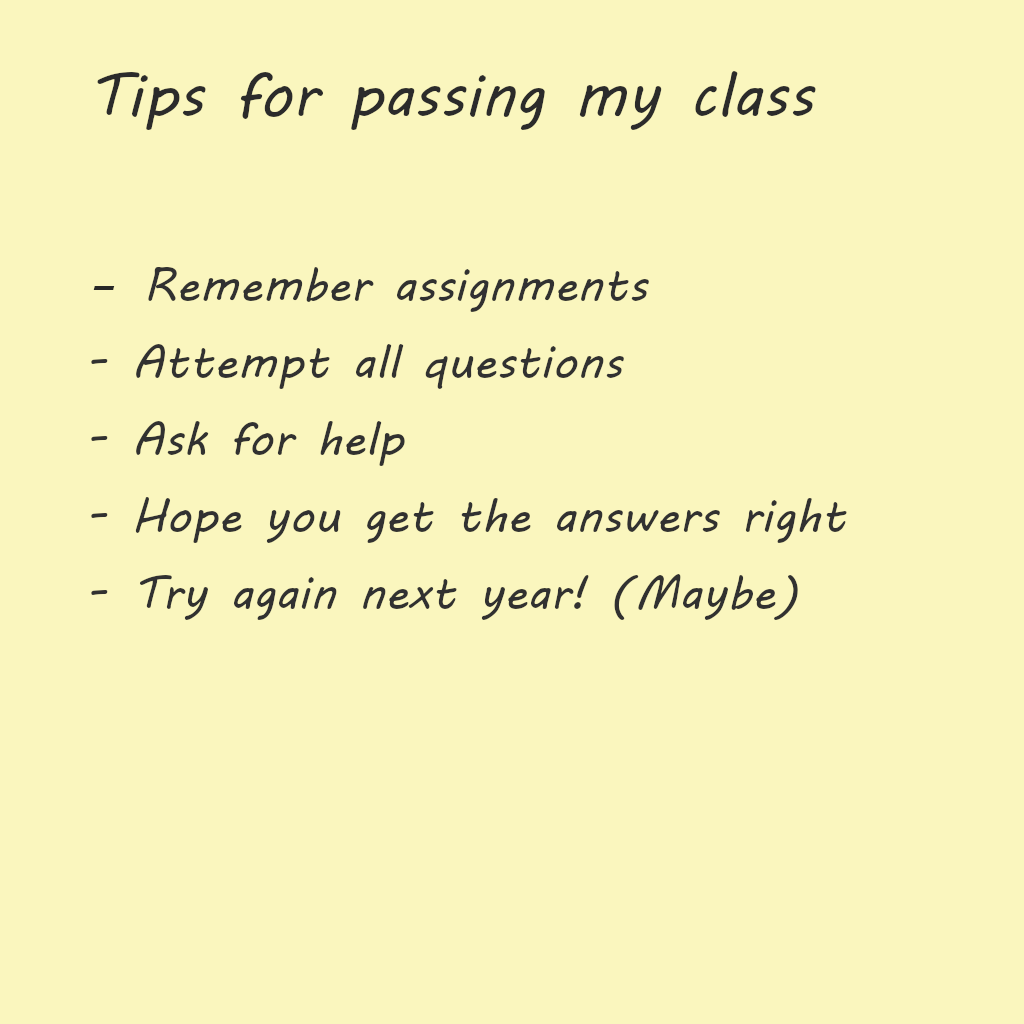 Tips for passing my class
– Remember assignments
- Attempt all questions
- Ask for help
- Hope you get the answers right
- Try again next year! (Maybe)